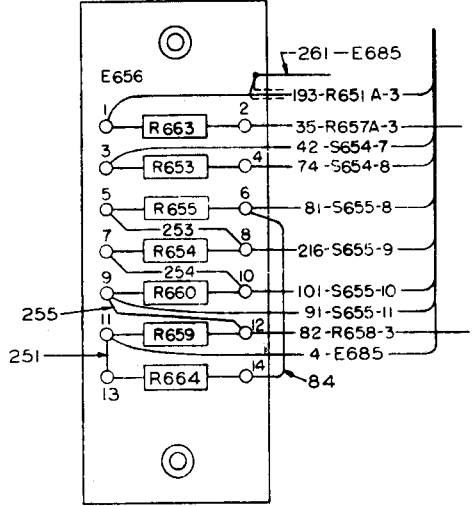 261-E685
E656
193-R651A-3
1
2
R663
35-R657A-3
42-S654-7
3
R653
4
74-S654-8
5
R655
6
81-S655-8
253
7
R654
8
216-S655-9
254
9
R660
10
101-S655-10
91-S655-11
255
11
R659
12
82-R658-3
251
4-E685
13
R664
14
84